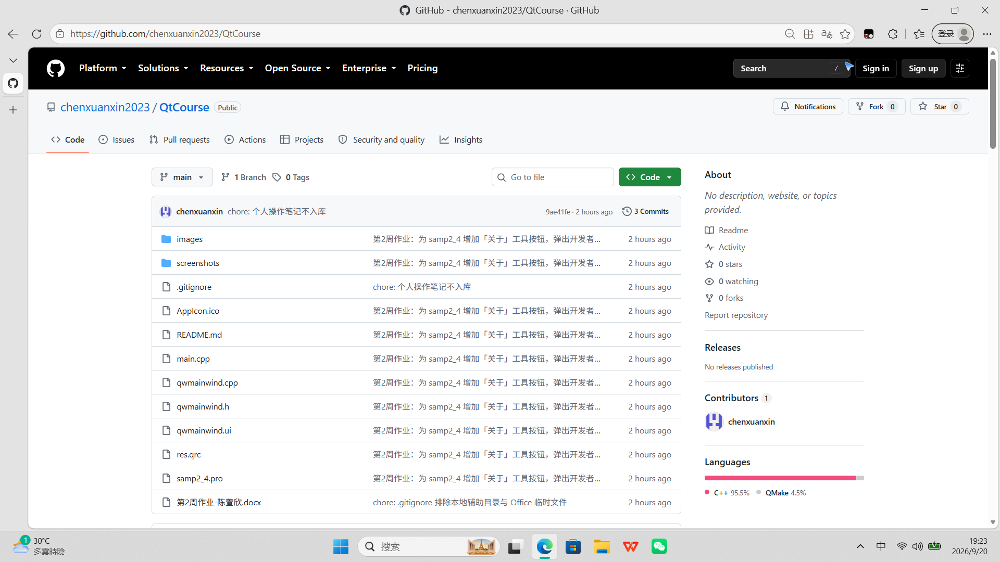 GitHub - chenxuanxin2023/QtCourse · GitHub
https://github.com/chenxuanxin2023/QtCourse
登录
Platform Solutions Resources Open Source Enterprise Pricing
Search / Sign in Sign up
chenxuanxin2023 / QtCourse Public
Notifications Fork 0 Star 0
Code Issues Pull requests Actions Projects Security and quality Insights
main 1 Branch 0 Tags Go to file Code
chenxuanxin chore: 个人操作笔记不入库 9ae41fe · 2 hours ago 3 Commits
images 第2周作业：为 samp2_4 增加「关于」工具按钮，弹出开发者... 2 hours ago
screenshots 第2周作业：为 samp2_4 增加「关于」工具按钮，弹出开发者... 2 hours ago
.gitignore chore: 个人操作笔记不入库 2 hours ago
AppIcon.ico 第2周作业：为 samp2_4 增加「关于」工具按钮，弹出开发者... 2 hours ago
README.md 第2周作业：为 samp2_4 增加「关于」工具按钮，弹出开发者... 2 hours ago
main.cpp 第2周作业：为 samp2_4 增加「关于」工具按钮，弹出开发者... 2 hours ago
qwmainwind.cpp 第2周作业：为 samp2_4 增加「关于」工具按钮，弹出开发者... 2 hours ago
qwmainwind.h 第2周作业：为 samp2_4 增加「关于」工具按钮，弹出开发者... 2 hours ago
qwmainwind.ui 第2周作业：为 samp2_4 增加「关于」工具按钮，弹出开发者... 2 hours ago
res.qrc 第2周作业：为 samp2_4 增加「关于」工具按钮，弹出开发者... 2 hours ago
samp2_4.pro 第2周作业：为 samp2_4 增加「关于」工具按钮，弹出开发者... 2 hours ago
第2周作业-陈萱欣.docx chore: .gitignore 排除本地辅助目录与 Office 临时文件 2 hours ago
About
No description, website, or topics
provided.
Readme
Activity
0 stars
0 watching
0 forks
Report repository
Releases
No releases published
Contributors 1
chenxuanxin
Languages
C++ 95.5% QMake 4.5%
1
30°C
多雲時陰
搜索
中
19:23
2026/9/20